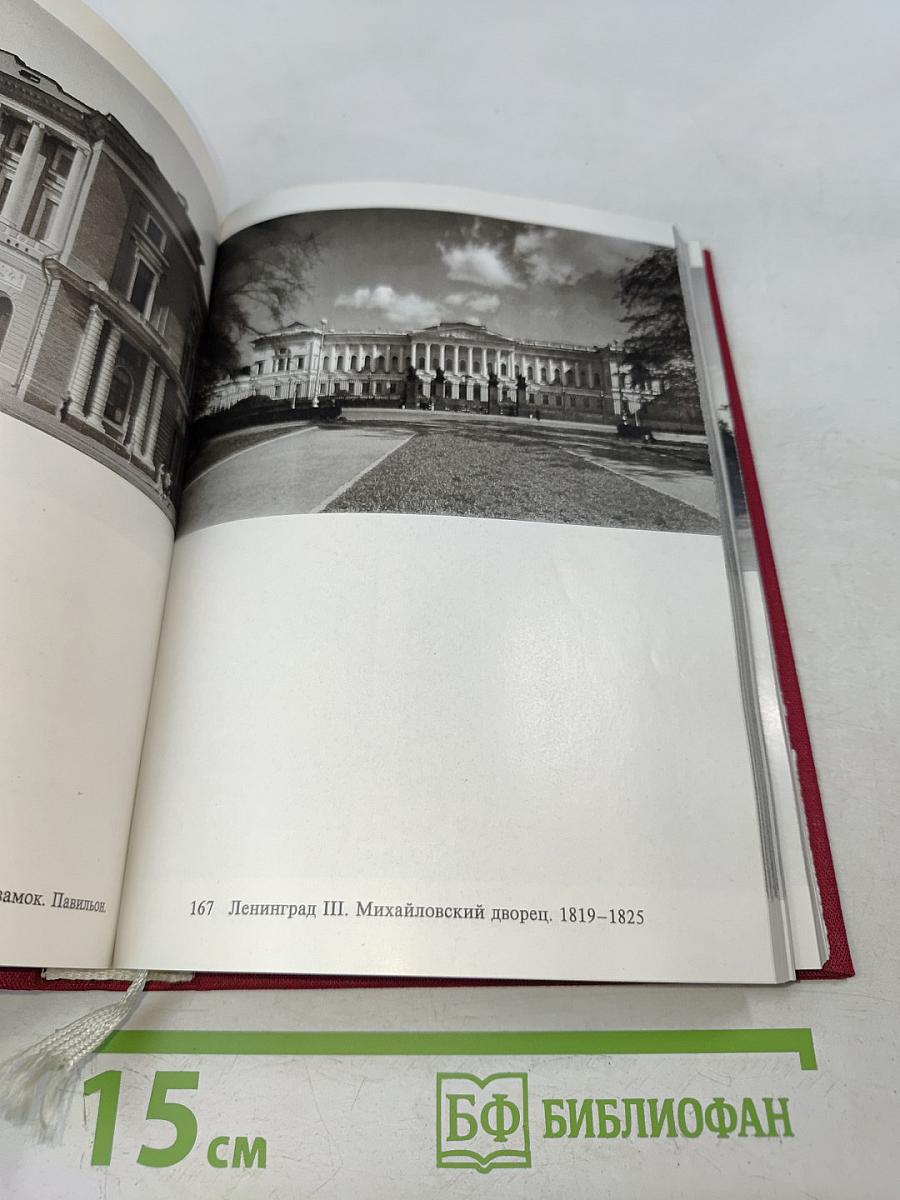 замок. Павильон.
167 Ленинград III. Михайловский дворец. 1819–1825
15 см
БФ БИБЛИОФАН